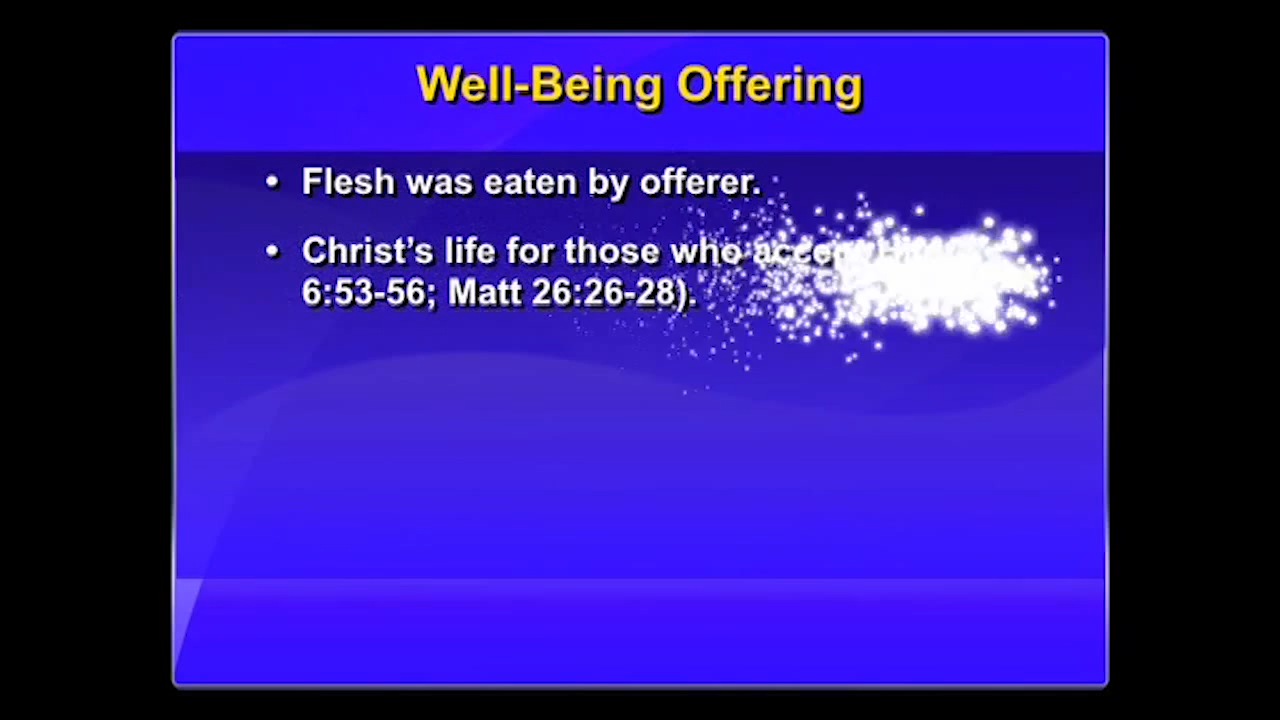 Well-Being Offering
• Flesh was eaten by offerer.
• Christ’s life for those who
6:53-56; Matt 26:26-28).